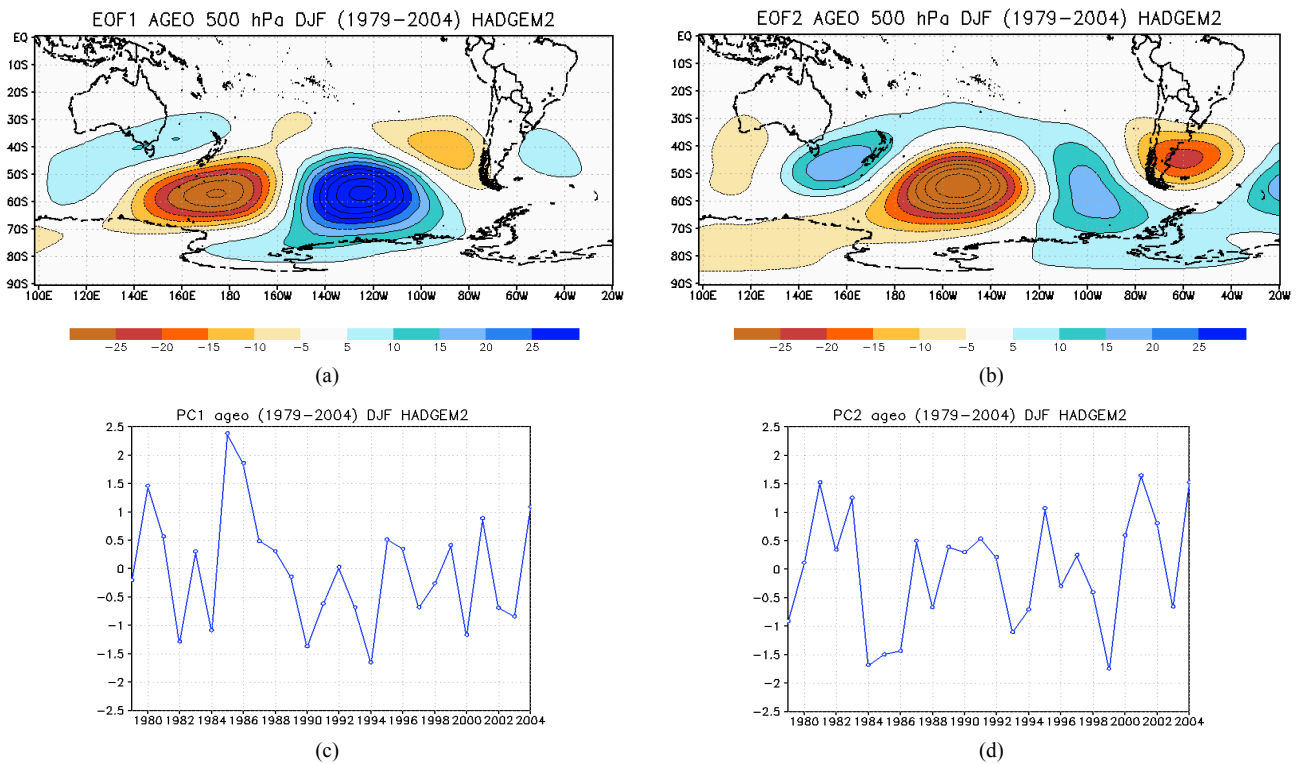 EOF1 AGEO 500 hPa DJF (1979−2004) HADGEM2
EQ
10S
20S
30S
40S
50S
60S
70S
80S
90S
100E 120E 140E 160E 180 160W 140W 120W 100W 80W 60W 40W 20W
−25 −20 −15 −10 −5 5 10 15 20 25
(a)
EOF2 AGEO 500 hPa DJF (1979−2004) HADGEM2
EQ
10S
20S
30S
40S
50S
60S
70S
80S
90S
100E 120E 140E 160E 180 160W 140W 120W 100W 80W 60W 40W 20W
−25 −20 −15 −10 −5 5 10 15 20 25
(b)
PC1 ageo (1979−2004) DJF HADGEM2
2.5
2
1.5
1
0.5
0
−0.5
−1
−1.5
−2
−2.5
1980 1982 1984 1986 1988 1990 1992 1994 1996 1998 2000 2002 2004
(c)
PC2 ageo (1979−2004) DJF HADGEM2
2.5
2
1.5
1
0.5
0
−0.5
−1
−1.5
−2
−2.5
1980 1982 1984 1986 1988 1990 1992 1994 1996 1998 2000 2002 2004
(d)